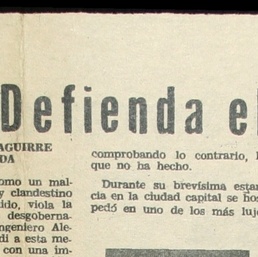 Defienda el
AGUIRRE
DA
omo un mal-
y clandestino
ido, viola la
desgoberna-
ngeniero Ale-
di a esta me-
con una im-
comprobando lo contrario, l
que no ha hecho.
Durante su brevísima estan
cia en la ciudad capital se hos
pedó en uno de los más luje